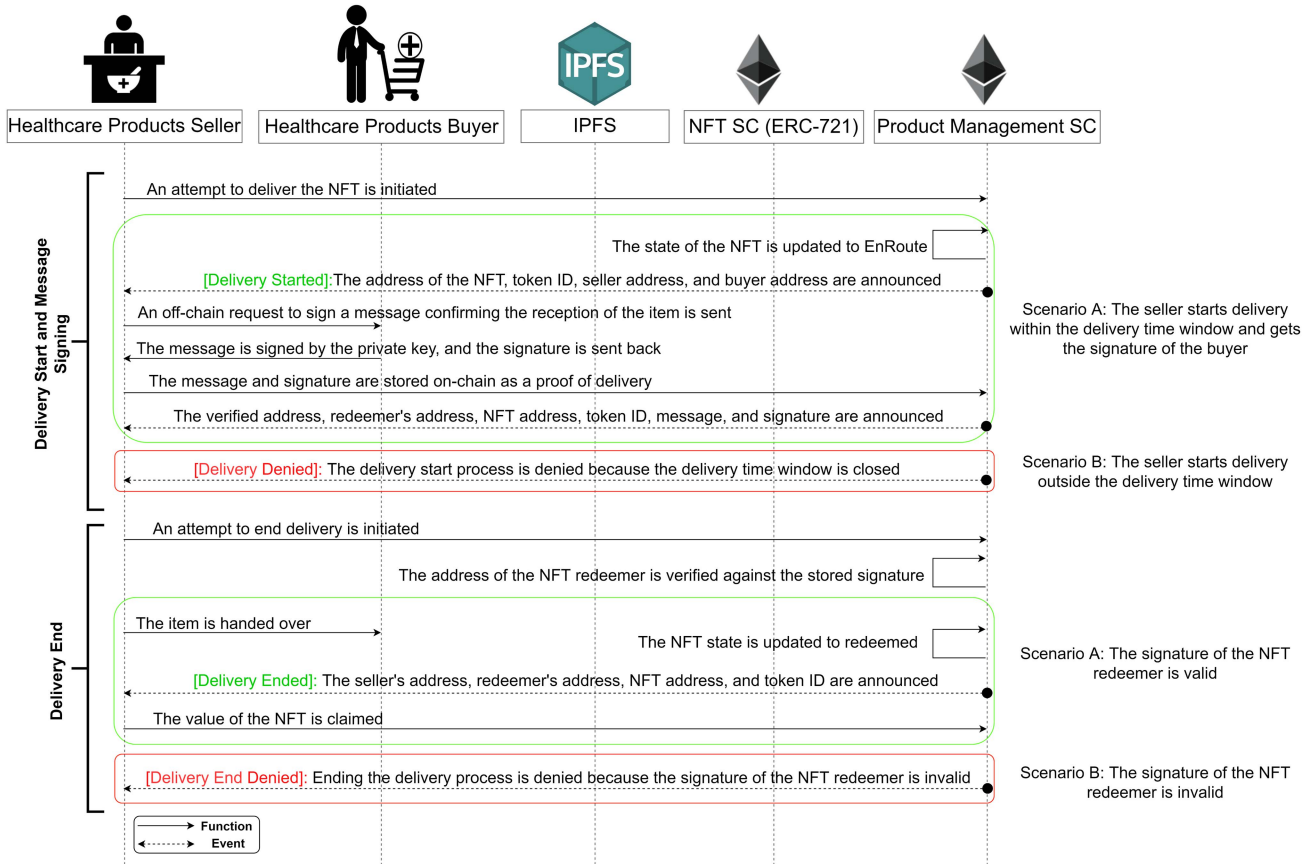 IPFS
Healthcare Products Seller
Healthcare Products Buyer
IPFS
NFT SC (ERC-721)
Product Management SC
Delivery Start and Message
Signing
An attempt to deliver the NFT is initiated
The state of the NFT is updated to EnRoute
[Delivery Started]:The address of the NFT, token ID, seller address, and buyer address are announced
An off-chain request to sign a message confirming the reception of the item is sent
The message is signed by the private key, and the signature is sent back
The message and signature are stored on-chain as a proof of delivery
The verified address, redeemer's address, NFT address, token ID, message, and signature are announced
Scenario A: The seller starts delivery
within the delivery time window and gets
the signature of the buyer
[Delivery Denied]: The delivery start process is denied because the delivery time window is closed
Scenario B: The seller starts delivery
outside the delivery time window
Delivery End
An attempt to end delivery is initiated
The address of the NFT redeemer is verified against the stored signature
The item is handed over
The NFT state is updated to redeemed
[Delivery Ended]: The seller's address, redeemer's address, NFT address, and token ID are announced
The value of the NFT is claimed
Scenario A: The signature of the NFT
redeemer is valid
[Delivery End Denied]: Ending the delivery process is denied because the signature of the NFT redeemer is invalid
Scenario B: The signature of the NFT
redeemer is invalid
Function
Event